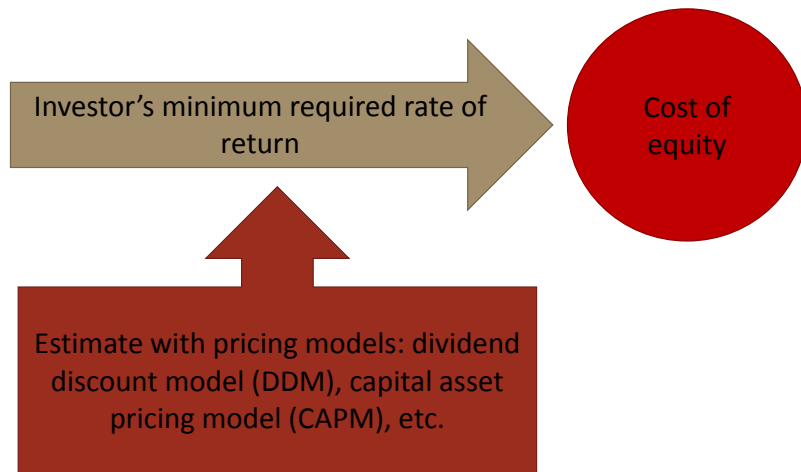 Investor’s minimum required rate of
return
Cost of
equity
Estimate with pricing models: dividend
discount model (DDM), capital asset
pricing model (CAPM), etc.